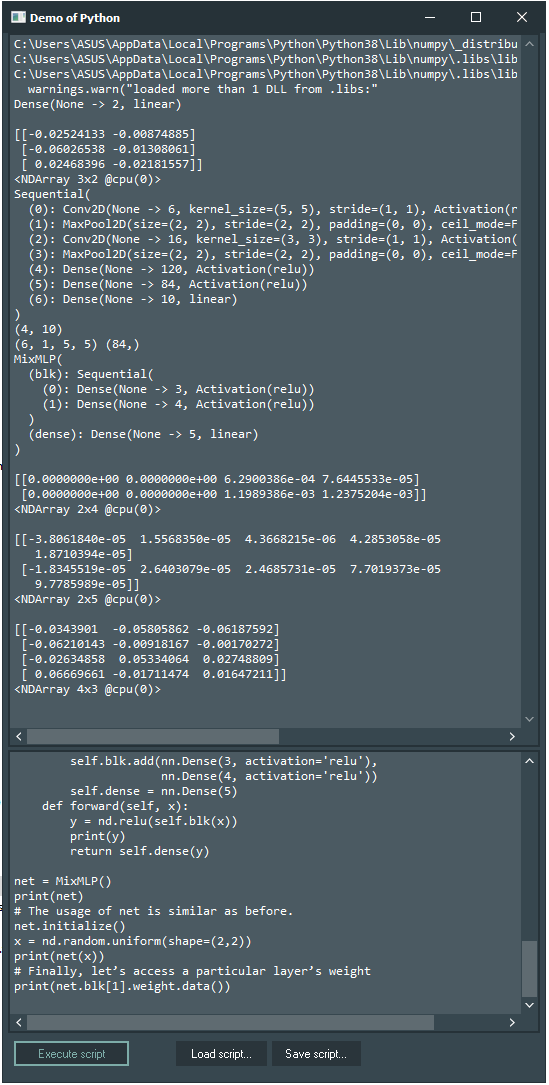 Demo of Python
C:\Users\ASUS\AppData\Local\Programs\Python\Python38\Lib\numpy\_distribu
C:\Users\ASUS\AppData\Local\Programs\Python\Python38\Lib\numpy\.libs\lib
C:\Users\ASUS\AppData\Local\Programs\Python\Python38\Lib\numpy\.libs\lib
  warnings.warn("loaded more than 1 DLL from .libs:"
Dense(None -> 2, linear)

[[-0.02524133 -0.00874885]
 [-0.06026538 -0.01308061]
 [ 0.02468396 -0.02181557]]
<NDArray 3x2 @cpu(0)>
Sequential(
  (0): Conv2D(None -> 6, kernel_size=(5, 5), stride=(1, 1), Activation(r
  (1): MaxPool2D(size=(2, 2), stride=(2, 2), padding=(0, 0), ceil_mode=F
  (2): Conv2D(None -> 16, kernel_size=(3, 3), stride=(1, 1), Activation(
  (3): MaxPool2D(size=(2, 2), stride=(2, 2), padding=(0, 0), ceil_mode=F
  (4): Dense(None -> 120, Activation(relu))
  (5): Dense(None -> 84, Activation(relu))
  (6): Dense(None -> 10, linear)
)
(4, 10)
(6, 1, 5, 5) (84,)
MixMLP(
  (blk): Sequential(
    (0): Dense(None -> 3, Activation(relu))
    (1): Dense(None -> 4, Activation(relu))
  )
  (dense): Dense(None -> 5, linear)
)

[[0.0000000e+00 0.0000000e+00 6.2900386e-04 7.6445533e-05]
 [0.0000000e+00 0.0000000e+00 1.1989386e-03 1.2375204e-03]]
<NDArray 2x4 @cpu(0)>

[[-3.8061840e-05  1.5568350e-05  4.3668215e-06  4.2853058e-05
   1.8710394e-05]
 [-1.8345519e-05  2.6403079e-05  2.4685731e-05  7.7019373e-05
   9.7785989e-05]]
<NDArray 2x5 @cpu(0)>

[[-0.0343901  -0.05805862 -0.06187592]
 [-0.06210143 -0.00918167 -0.00170272]
 [-0.02634858  0.05334064  0.02748809]
 [ 0.06669661 -0.01711474  0.01647211]]
<NDArray 4x3 @cpu(0)>

        self.blk.add(nn.Dense(3, activation='relu'),
                     nn.Dense(4, activation='relu'))
        self.dense = nn.Dense(5)
    def forward(self, x):
        y = nd.relu(self.blk(x))
        print(y)
        return self.dense(y)

net = MixMLP()
print(net)
# The usage of net is similar as before.
net.initialize()
x = nd.random.uniform(shape=(2,2))
print(net(x))
# Finally, let’s access a particular layer’s weight
print(net.blk[1].weight.data())

Execute script
Load script...
Save script...